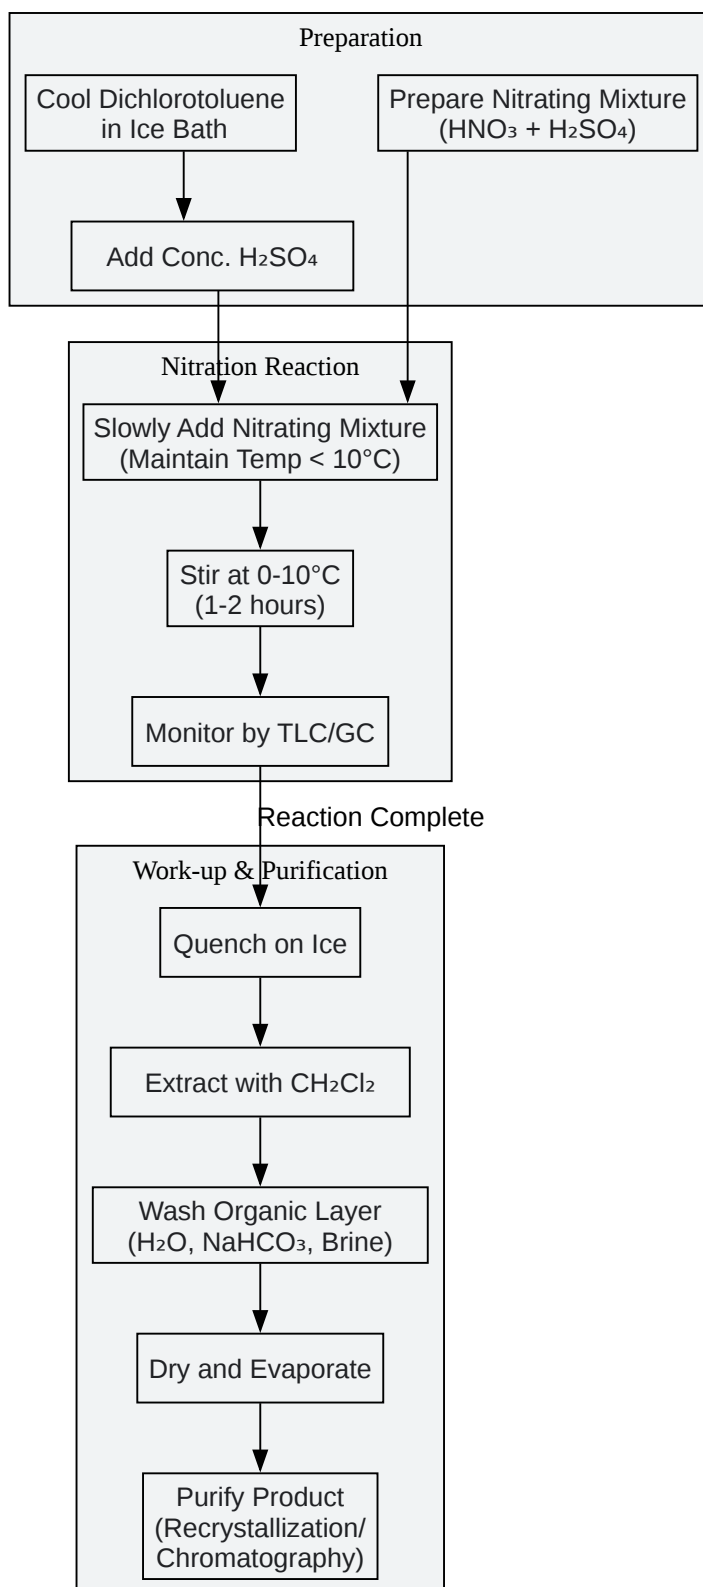 Preparation
Cool Dichlorotoluene
in Ice Bath
Prepare Nitrating Mixture
(HNO₃ + H₂SO₄)
Add Conc. H₂SO₄
Nitration Reaction
Slowly Add Nitrating Mixture
(Maintain Temp < 10°C)
Stir at 0-10°C
(1-2 hours)
Monitor by TLC/GC
Reaction Complete
Work-up & Purification
Quench on Ice
Extract with CH₂Cl₂
Wash Organic Layer
(H₂O, NaHCO₃, Brine)
Dry and Evaporate
Purify Product
(Recrystallization/
Chromatography)